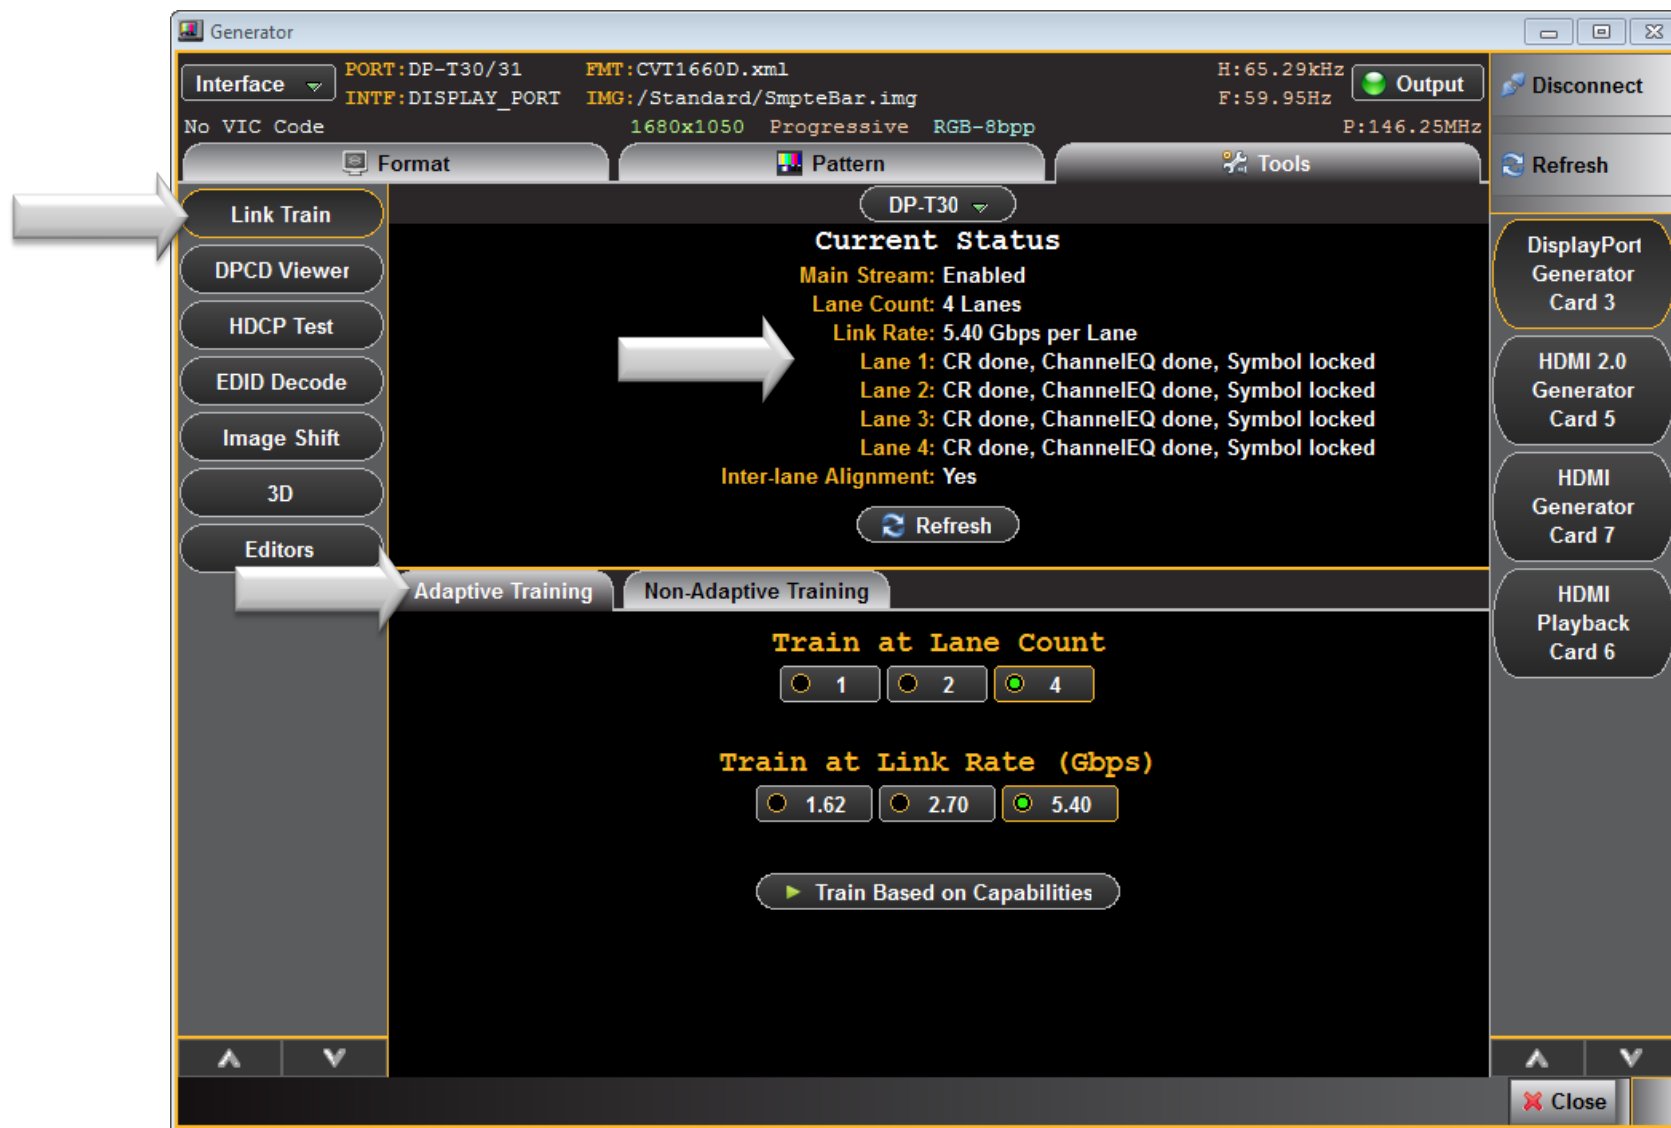 Generator
Interface
PORT:DP-T30/31
FMT:CVT1660D.xml
H:65.29kHz
Output
INTF:DISPLAY_PORT
IMG:/Standard/SmpteBar.img
F:59.95Hz
No VIC Code
1680x1050 Progressive RGB-8bpp
P:146.25MHz
Disconnect
Refresh
Format
Pattern
Tools
Link Train
DPCD Viewer
HDCP Test
EDID Decode
Image Shift
3D
Editors
DP-T30
Current Status
Main Stream: Enabled
Lane Count: 4 Lanes
Link Rate: 5.40 Gbps per Lane
Lane 1: CR done, ChannelEQ done, Symbol locked
Lane 2: CR done, ChannelEQ done, Symbol locked
Lane 3: CR done, ChannelEQ done, Symbol locked
Lane 4: CR done, ChannelEQ done, Symbol locked
Inter-lane Alignment: Yes
Refresh
Adaptive Training
Non-Adaptive Training
Train at Lane Count
1
2
4
Train at Link Rate (Gbps)
1.62
2.70
5.40
Train Based on Capabilities
DisplayPort
Generator
Card 3
HDMI 2.0
Generator
Card 5
HDMI
Generator
Card 7
HDMI
Playback
Card 6
Close